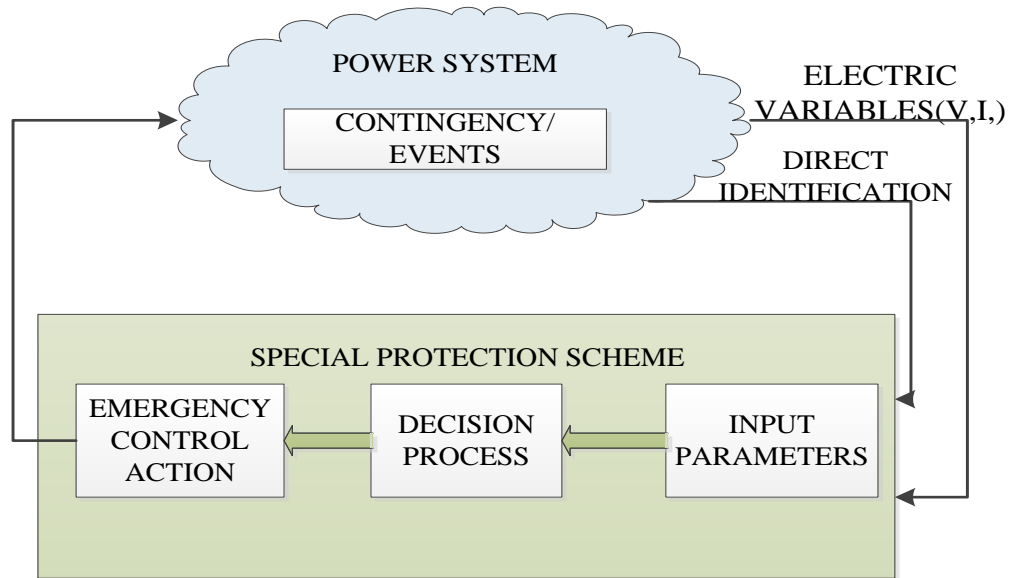 POWER SYSTEM
CONTINGENCY/
EVENTS
ELECTRIC
VARIABLES(V,I,)
DIRECT
IDENTIFICATION
SPECIAL PROTECTION SCHEME
EMERGENCY
CONTROL
ACTION
DECISION
PROCESS
INPUT
PARAMETERS